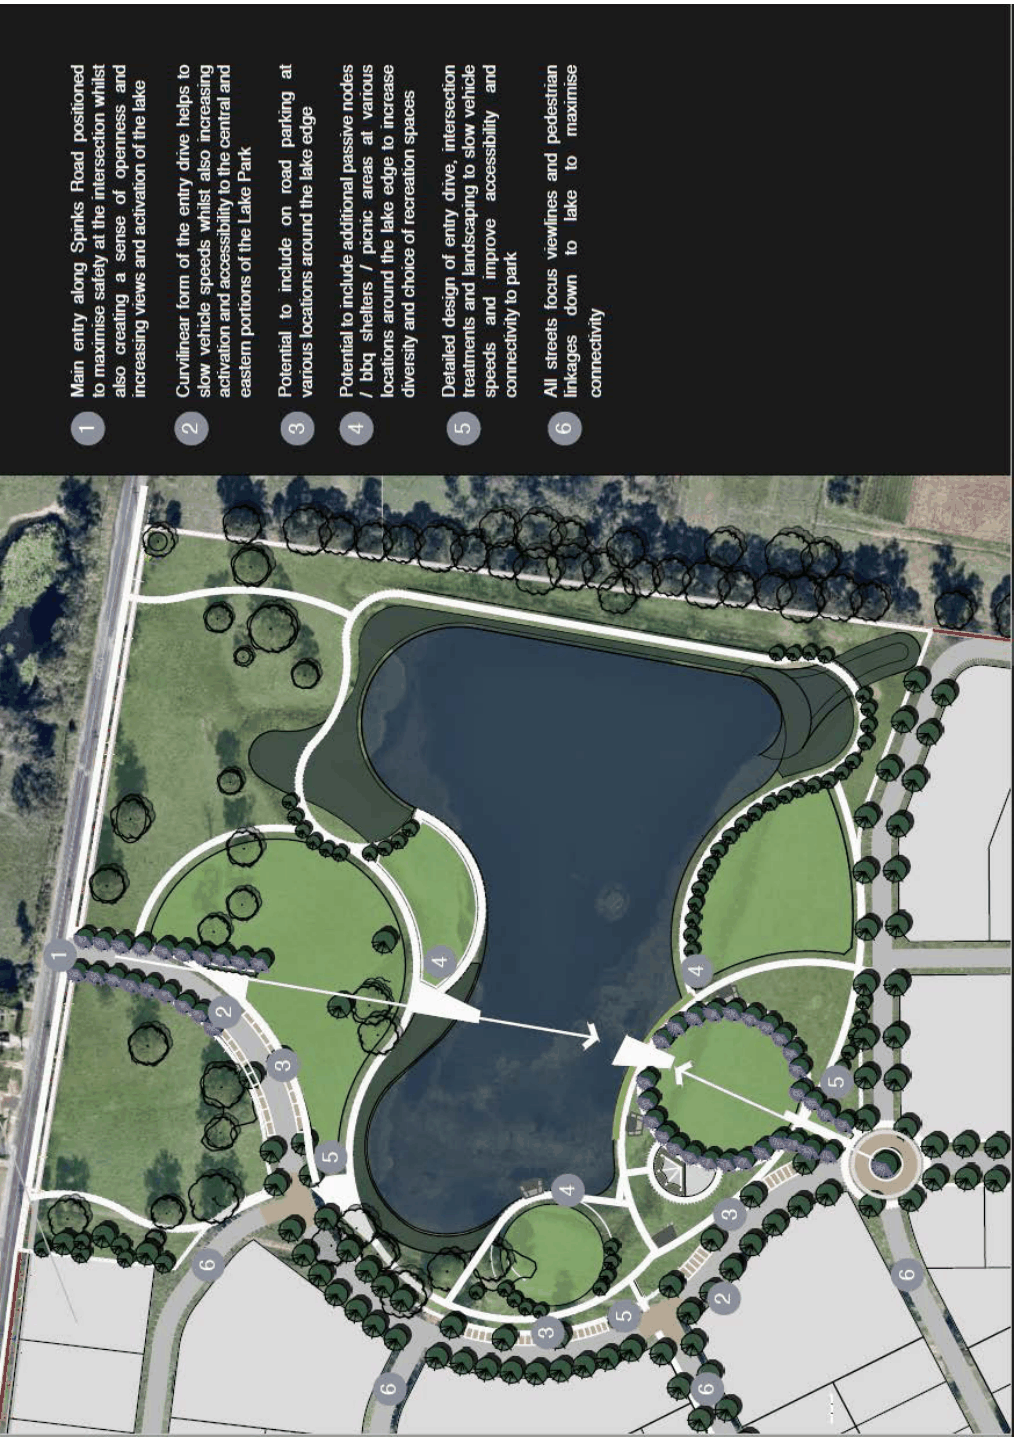 1
Main entry along Spinks Road positioned
to maximise safety at the intersection whilst
also creating a sense of openness and
increasing views and activation of the lake
2
Curvilinear form of the entry drive helps to
slow vehicle speeds whilst also increasing
activation and accessibility to the central and
eastern portions of the Lake Park
3
Potential to include on road parking at
various locations around the lake edge
4
Potential to include additional passive nodes
/ bbq shelters / picnic areas at various
locations around the lake edge to increase
diversity and choice of recreation spaces
5
Detailed design of entry drive, intersection
treatments and landscaping to slow vehicle
speeds and improve accessibility and
connectivity to park
6
All streets focus viewlines and pedestrian
linkages down to lake to maximise
connectivity
1
2
3
4
5
6
4
4
5
3
3
5
2
6
6
6